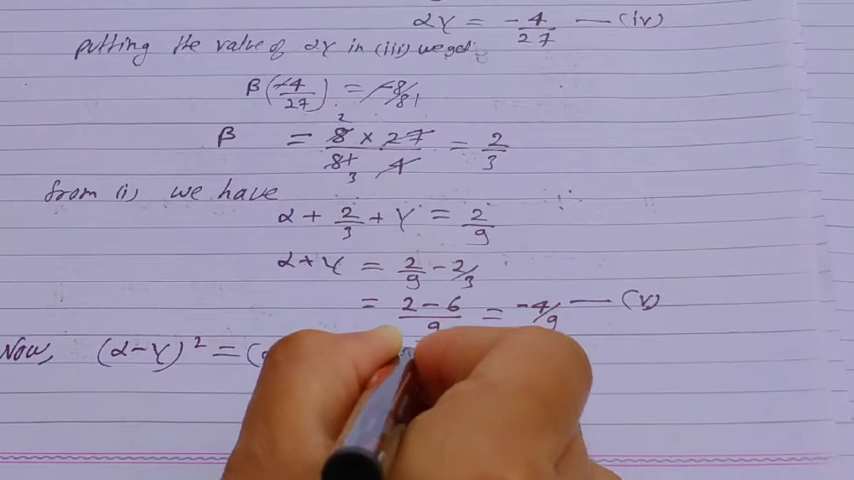 αγ = -4/27 — (iv)
putting the value of αγ in (iii) we get
β(-4/27) = -8/81
β = 8 × 27 / 81 4 = 2/3
from (i) we have
α + 2/3 + γ = 2/9
α + γ = 2/9 - 2/3
= 2 - 6 / 9 = -4/9 — (v)
Now, (α - γ)² = (